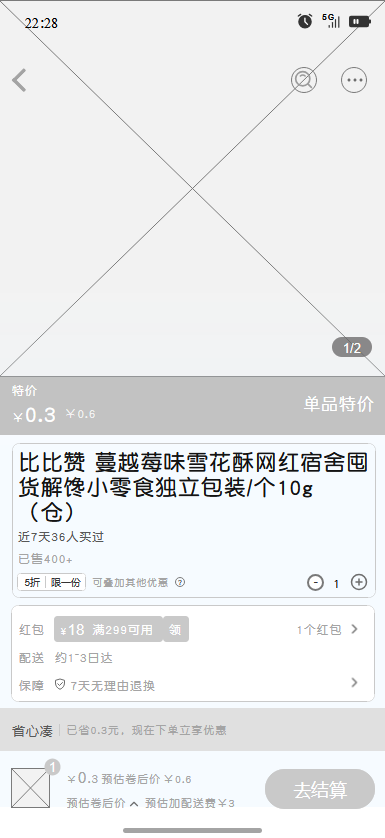 22:28
5G
1/2
特价
￥0.3 ￥0.6
单品特价
比比赞 蔓越莓味雪花酥网红宿舍囤
货解馋小零食独立包装/个10g
（仓）
近7天36人买过
已售400+
5折 限一份 可叠加其他优惠 ?
- 1 +
红包 ￥18 满299可用 领 1个红包
配送 约1~3日达
保障 7天无理由退换
省心凑 已省0.3元，现在下单立享优惠
1
￥0.3 预估卷后价 ￥0.6
预估卷后价 预估加配送费￥3
去结算